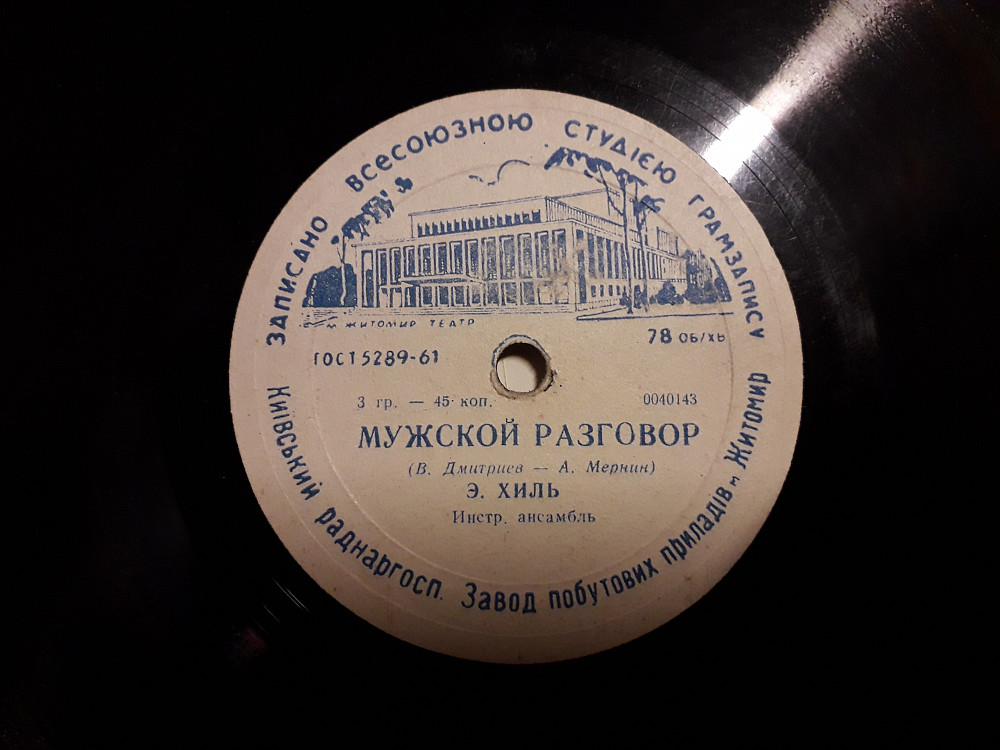 ЗАПИСАНО ВСЕСОЮЗНОЮ СТУДІЄЮ ГРАМЗАПИСУ
м ЖИТОМИР ТЕАТР
78 ОБ/ХВ
ГОСТ 5289-61
3 гр. — 45 коп. 0040143
МУЖСКОЙ РАЗГОВОР
(В. Дмитриев — А. Мернин)
Э. ХИЛЬ
Инстр. ансамбль
Київський раднаргосп. Завод побутових приладів м Житомир